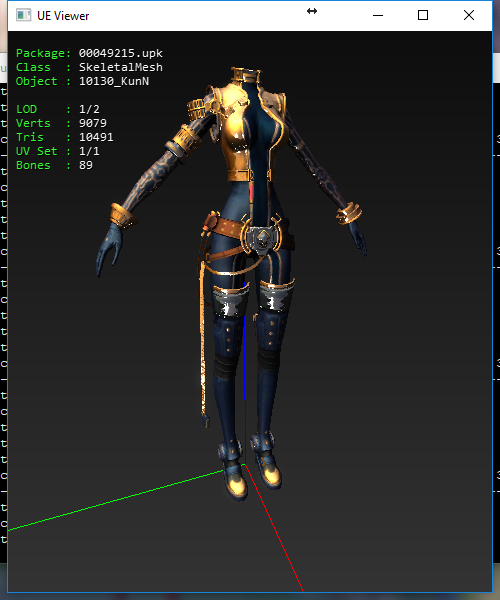 UE Viewer
Package: 00049215.upk
Class : SkeletalMesh
Object : 10130_KunN
LOD : 1/2
Verts : 9079
Tris : 10491
UV Set : 1/1
Bones : 89